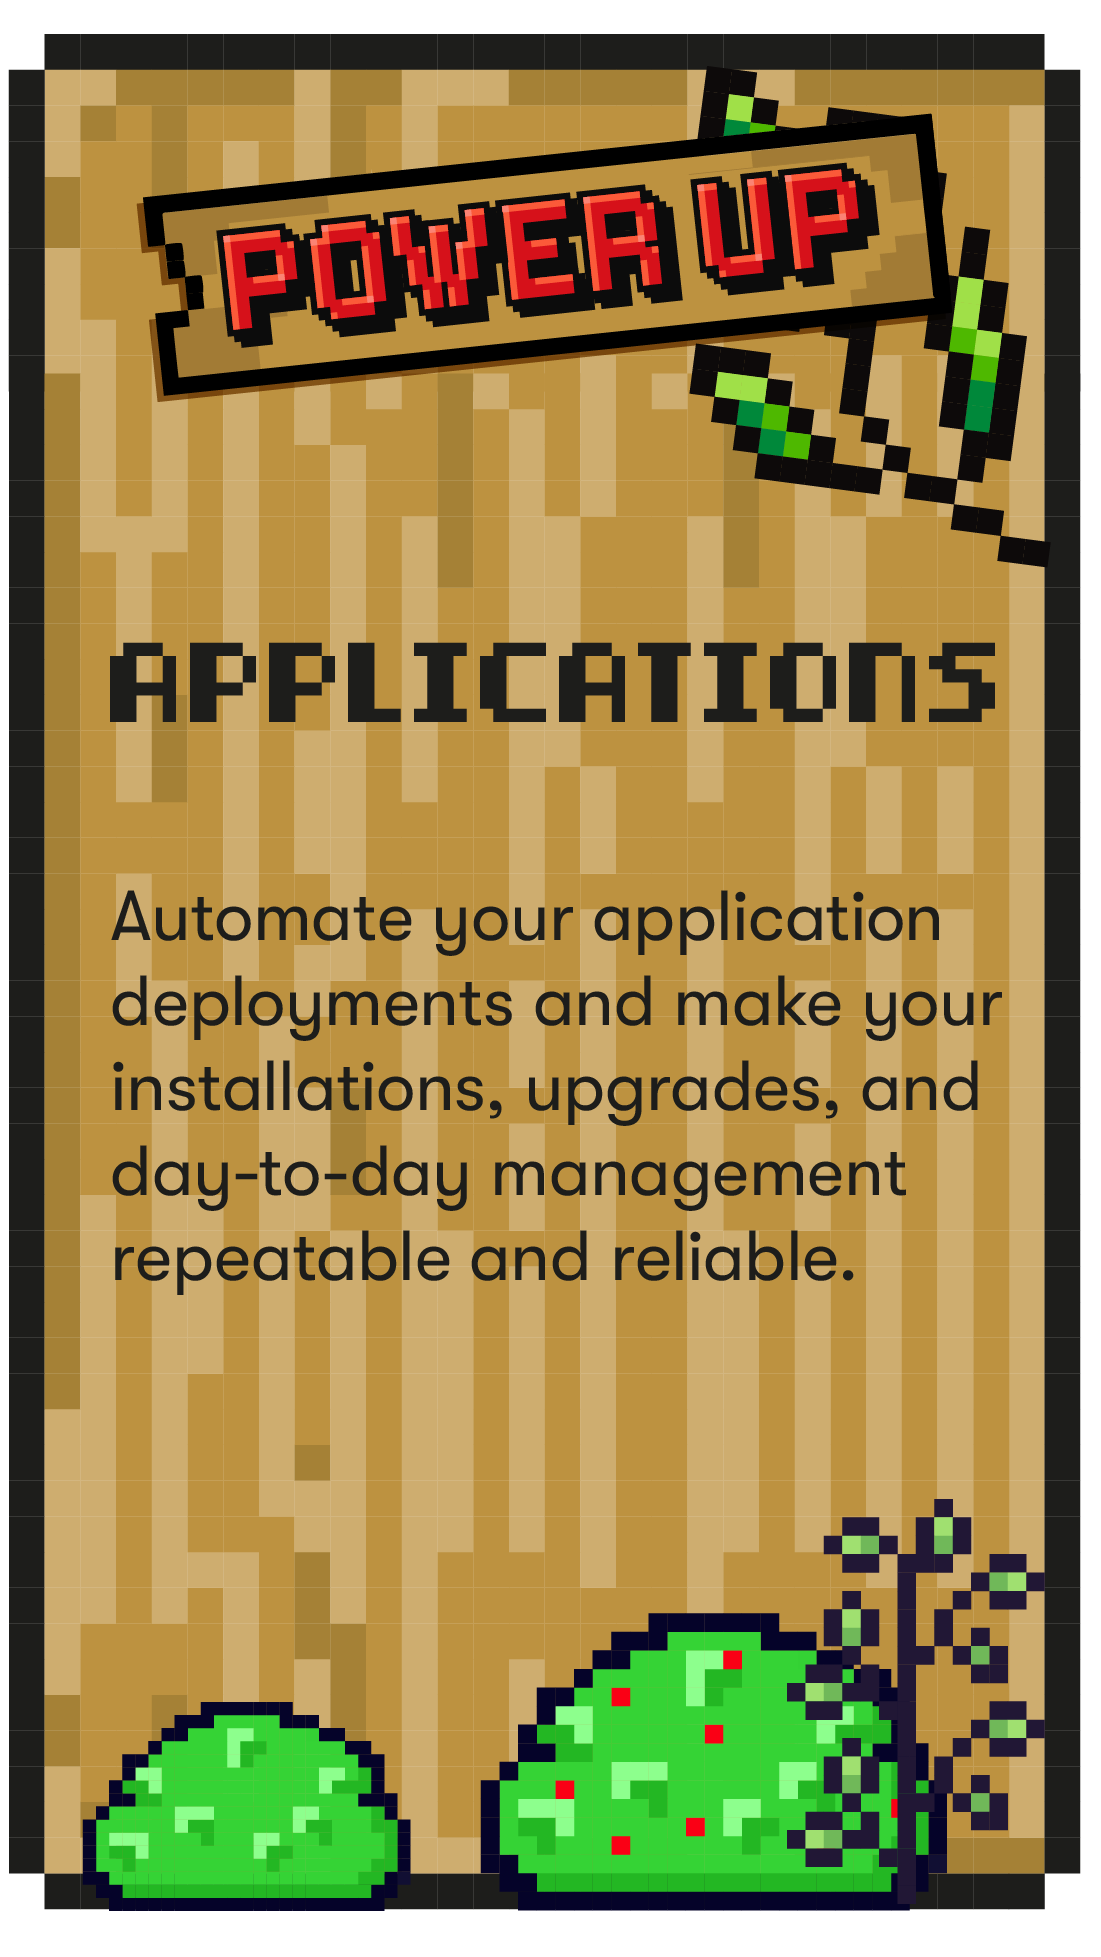 POWER UP
APPLICATIONS
Automate your application
deployments and make your
installations, upgrades, and
day-to-day management
repeatable and reliable.